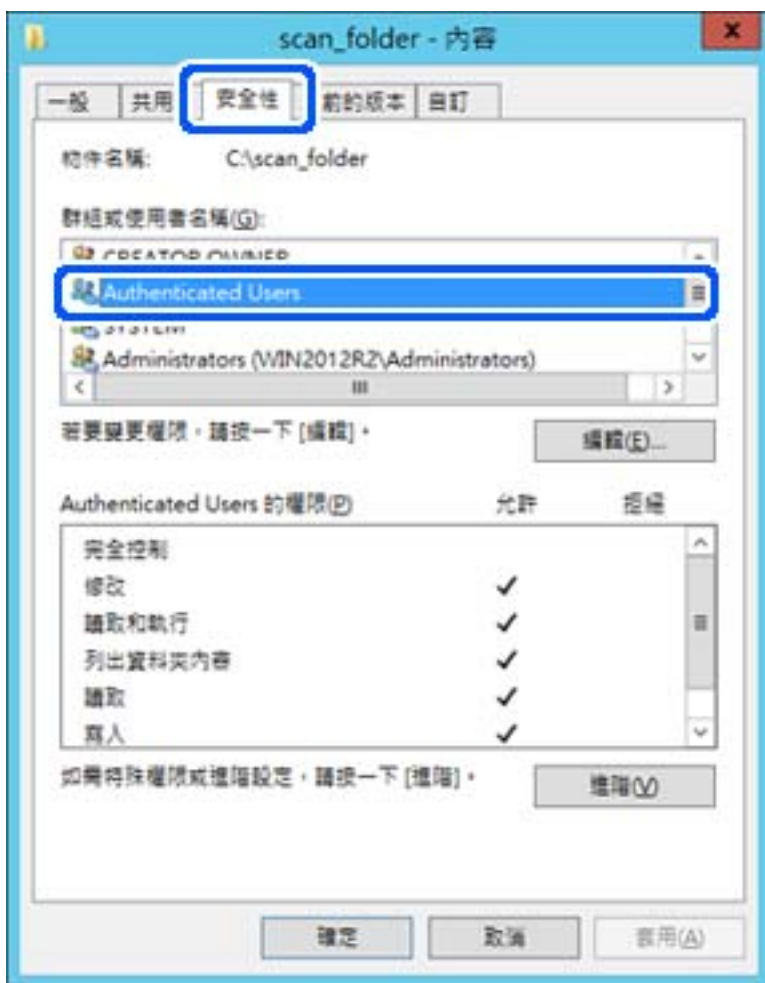 scan_folder - 內容
一般 共用 安全性 前的版本 自訂
物件名稱: C:\scan_folder
群組或使用者名稱(G):
CREATOR OWNER
Authenticated Users
SYSTEM
Administrators (WIN2012R2\Administrators)
若要變更權限，請按一下 [編輯]。 編輯(E)...
Authenticated Users 的權限(P) 允許 拒絕
完全控制
修改
讀取和執行
列出資料夾內容
讀取
寫入
如需特殊權限或進階設定，請按一下 [進階]。 進階(V)
確定 取消 套用(A)